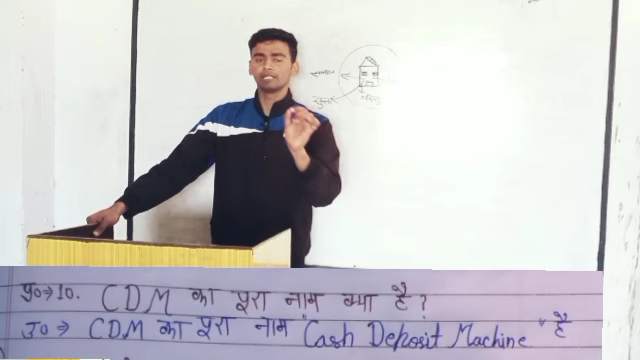 प्र०→10. CDM का पूरा नाम क्या है?
उ०⇒ CDM का पूरा नाम "Cash Deposit Machine" है